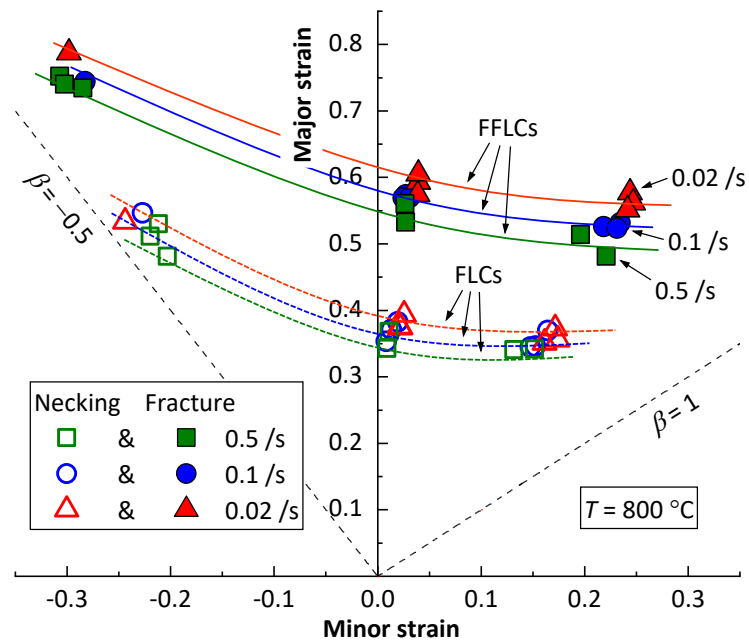 0.8
0.7
0.6
0.5
0.4
0.3
0.2
0.1
Major strain
FFLCs
0.02 /s
0.1 /s
0.5 /s
FLCs
β = –0.5
β = 1
Necking Fracture
& 0.5 /s
& 0.1 /s
& 0.02 /s
T = 800 °C
-0.3 -0.2 -0.1 0.0 0.1 0.2 0.3
Minor strain